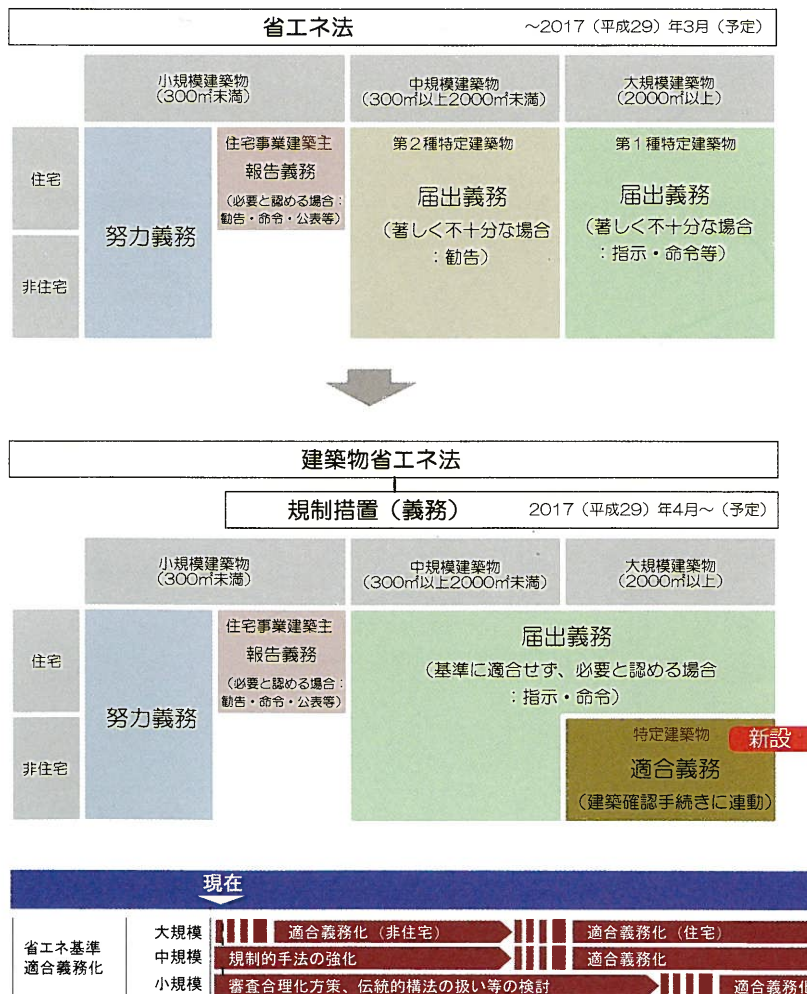 省エネ法 ～2017（平成29）年3月（予定）
小規模建築物
（300㎡未満）
中規模建築物
（300㎡以上2000㎡未満）
大規模建築物
（2000㎡以上）
住宅
非住宅
努力義務
住宅事業建築主
報告義務
（必要と認める場合：
勧告・命令・公表等）
第2種特定建築物
届出義務
（著しく不十分な場合
：勧告）
第1種特定建築物
届出義務
（著しく不十分な場合
：指示・命令等）
建築物省エネ法
規制措置（義務） 2017（平成29）年4月～（予定）
小規模建築物
（300㎡未満）
中規模建築物
（300㎡以上2000㎡未満）
大規模建築物
（2000㎡以上）
住宅
非住宅
努力義務
住宅事業建築主
報告義務
（必要と認める場合：
勧告・命令・公表等）
届出義務
（基準に適合せず、必要と認める場合
：指示・命令）
特定建築物
新設
適合義務
（建築確認手続きに連動）
現在
省エネ基準
適合義務化
大規模 適合義務化（非住宅） 適合義務化（住宅）
中規模 規制的手法の強化 適合義務化
小規模 審査合理化方策、伝統的構法の扱い等の検討 適合義務化